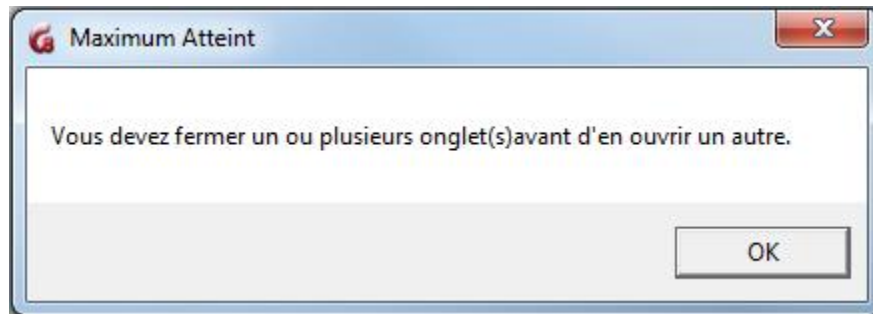 Maximum Atteint
Vous devez fermer un ou plusieurs onglet(s)avant d'en ouvrir un autre.
OK